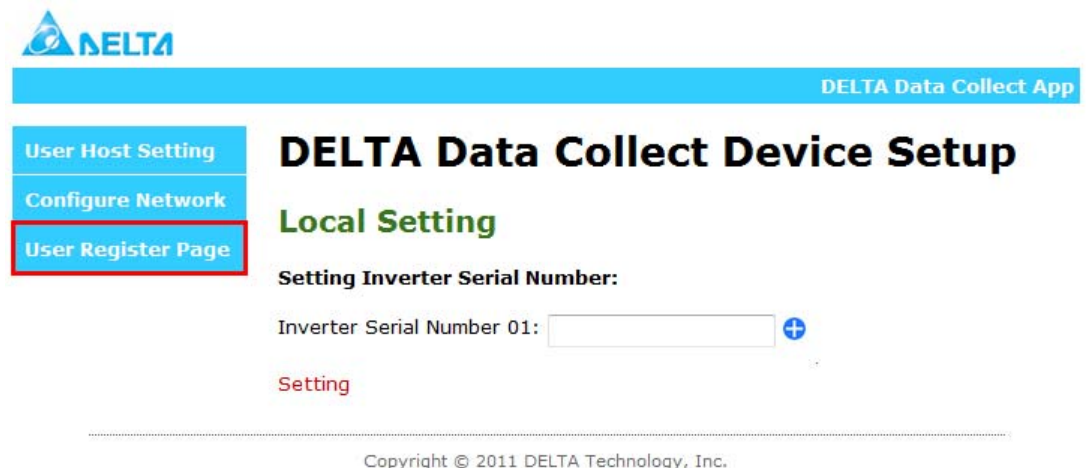 DELTA
DELTA Data Collect App
User Host Setting
Configure Network
User Register Page
DELTA Data Collect Device Setup
Local Setting
Setting Inverter Serial Number:
Inverter Serial Number 01:
Setting
Copyright © 2011 DELTA Technology, Inc.